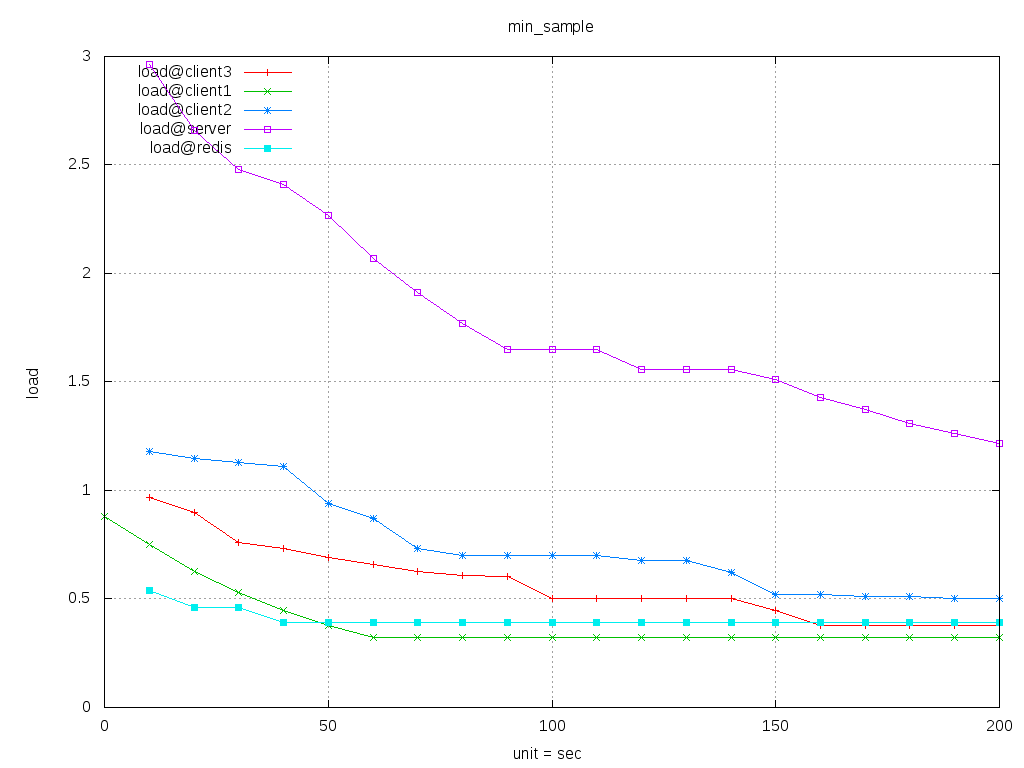 min_sample
3
2.5
2
1.5
1
0.5
0
load
load@client3
load@client1
load@client2
load@server
load@redis
0 50 100 150 200
unit = sec